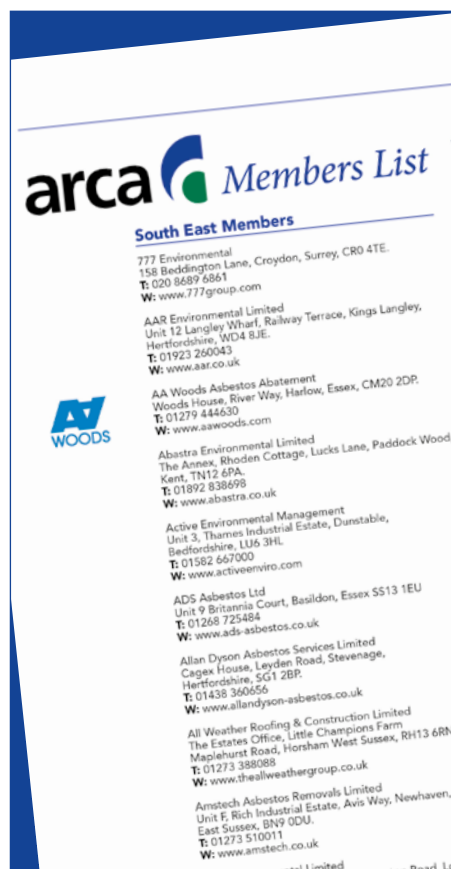 arca Members List
South East Members
777 Environmental
158 Beddington Lane, Croydon, Surrey, CR0 4TE.
T: 020 8689 6861
W: www.777group.com
AAR Environmental Limited
Unit 12 Langley Wharf, Railway Terrace, Kings Langley,
Hertfordshire, WD4 8JE.
T: 01923 260043
W: www.aar.co.uk
AA WOODS
AA Woods Asbestos Abatement
Woods House, River Way, Harlow, Essex, CM20 2DP.
T: 01279 444630
W: www.aawoods.com
Abastra Environmental Limited
The Annex, Rhoden Cottage, Lucks Lane, Paddock Wood
Kent, TN12 6PA.
T: 01892 838698
W: www.abastra.co.uk
Active Environmental Management
Unit 3, Thames Industrial Estate, Dunstable,
Bedfordshire, LU6 3HL
T: 01582 667000
W: www.activeenviro.com
ADS Asbestos Ltd
Unit 9 Britannia Court, Basildon, Essex SS13 1EU
T: 01268 725484
W: www.ads-asbestos.co.uk
Allan Dyson Asbestos Services Limited
Cagex House, Leyden Road, Stevenage,
Hertfordshire, SG1 2BP.
T: 01438 360656
W: www.allandyson-asbestos.co.uk
All Weather Roofing & Construction Limited
The Estates Office, Little Champions Farm
Maplehurst Road, Horsham West Sussex, RH13 6RN
T: 01273 388088
W: www.theallweathergroup.co.uk
Amstech Asbestos Removals Limited
Unit F, Rich Industrial Estate, Avis Way, Newhaven,
East Sussex, BN9 0DU.
T: 01273 510011
W: www.amstech.co.uk
Limited
Road,